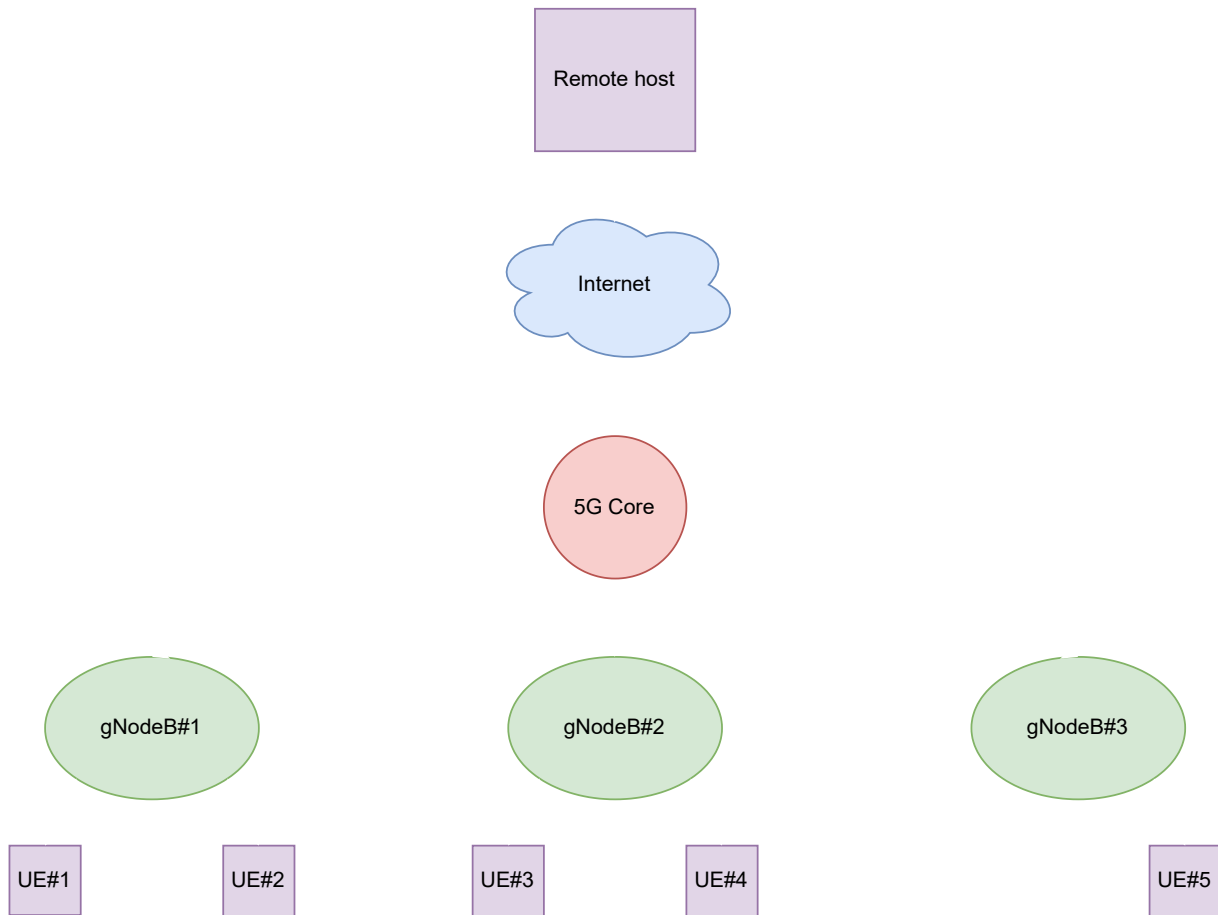 Remote host
Internet
5G Core
gNodeB#1
gNodeB#2
gNodeB#3
UE#1
UE#2
UE#3
UE#4
UE#5